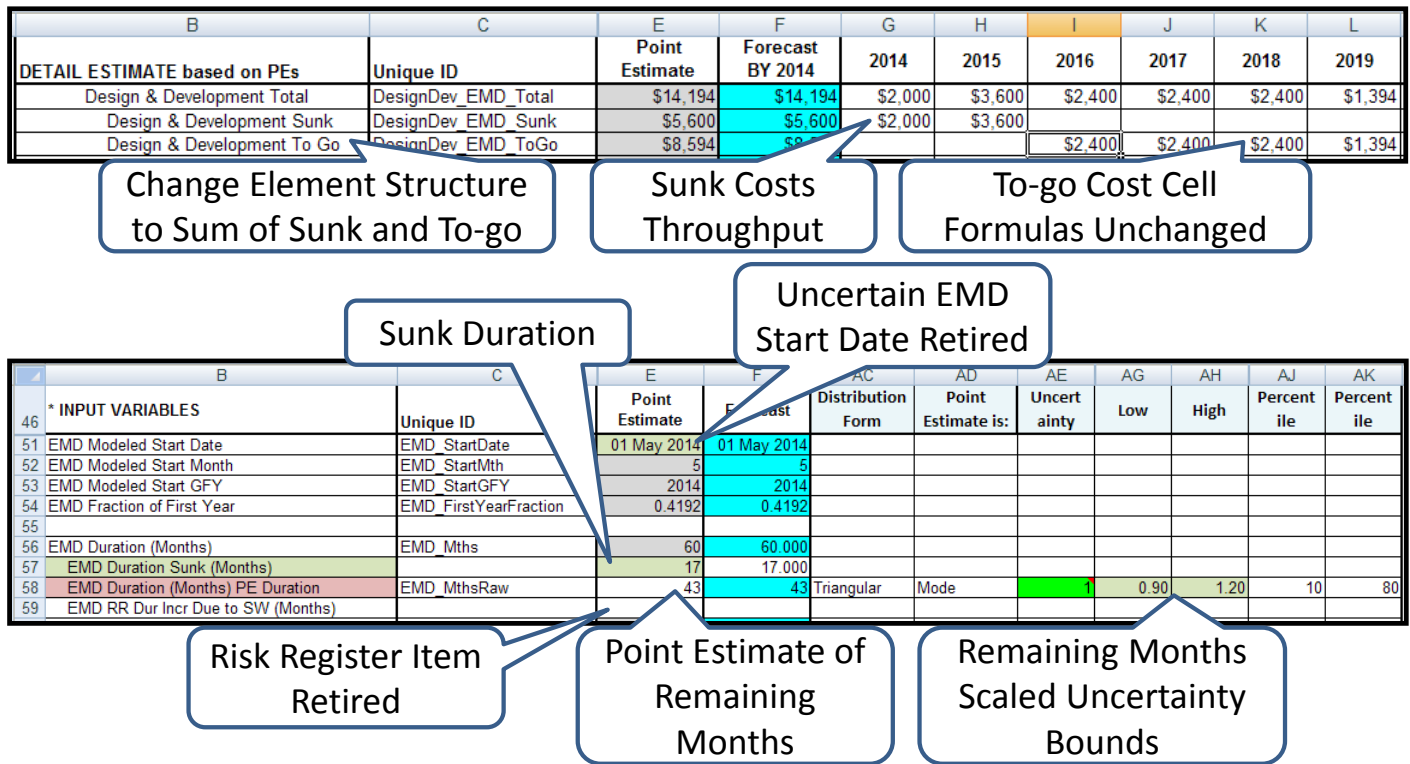 B C E F G H I J K L
DETAIL ESTIMATE based on PEs Unique ID Point Estimate Forecast BY 2014 2014 2015 2016 2017 2018 2019
Design & Development Total DesignDev_EMD_Total $14,194 $14,194 $2,000 $3,600 $2,400 $2,400 $2,400 $1,394
Design & Development Sunk DesignDev_EMD_Sunk $5,600 $5,600 $2,000 $3,600
Design & Development To Go DesignDev_EMD_ToGo $8,594 $2,400 $2,400 $2,400 $1,394
Change Element Structure
to Sum of Sunk and To-go
Sunk Costs
Throughput
To-go Cost Cell
Formulas Unchanged
Sunk Duration
Uncertain EMD
Start Date Retired
B C E F AC AD AE AG AH AJ AK
46 * INPUT VARIABLES Unique ID Point Estimate Forecast Distribution Form Point Estimate is: Uncert ainty Low High Percent ile Percent ile
51 EMD Modeled Start Date EMD_StartDate 01 May 2014 01 May 2014
52 EMD Modeled Start Month EMD_StartMth 5 5
53 EMD Modeled Start GFY EMD_StartGFY 2014 2014
54 EMD Fraction of First Year EMD_FirstYearFraction 0.4192 0.4192
55
56 EMD Duration (Months) EMD_Mths 60 60.000
57 EMD Duration Sunk (Months) 17 17.000
58 EMD Duration (Months) PE Duration EMD_MthsRaw 43 43 Triangular Mode 1 0.90 1.20 10 80
59 EMD RR Dur Incr Due to SW (Months)
Risk Register Item
Retired
Point Estimate of
Remaining
Months
Remaining Months
Scaled Uncertainty
Bounds